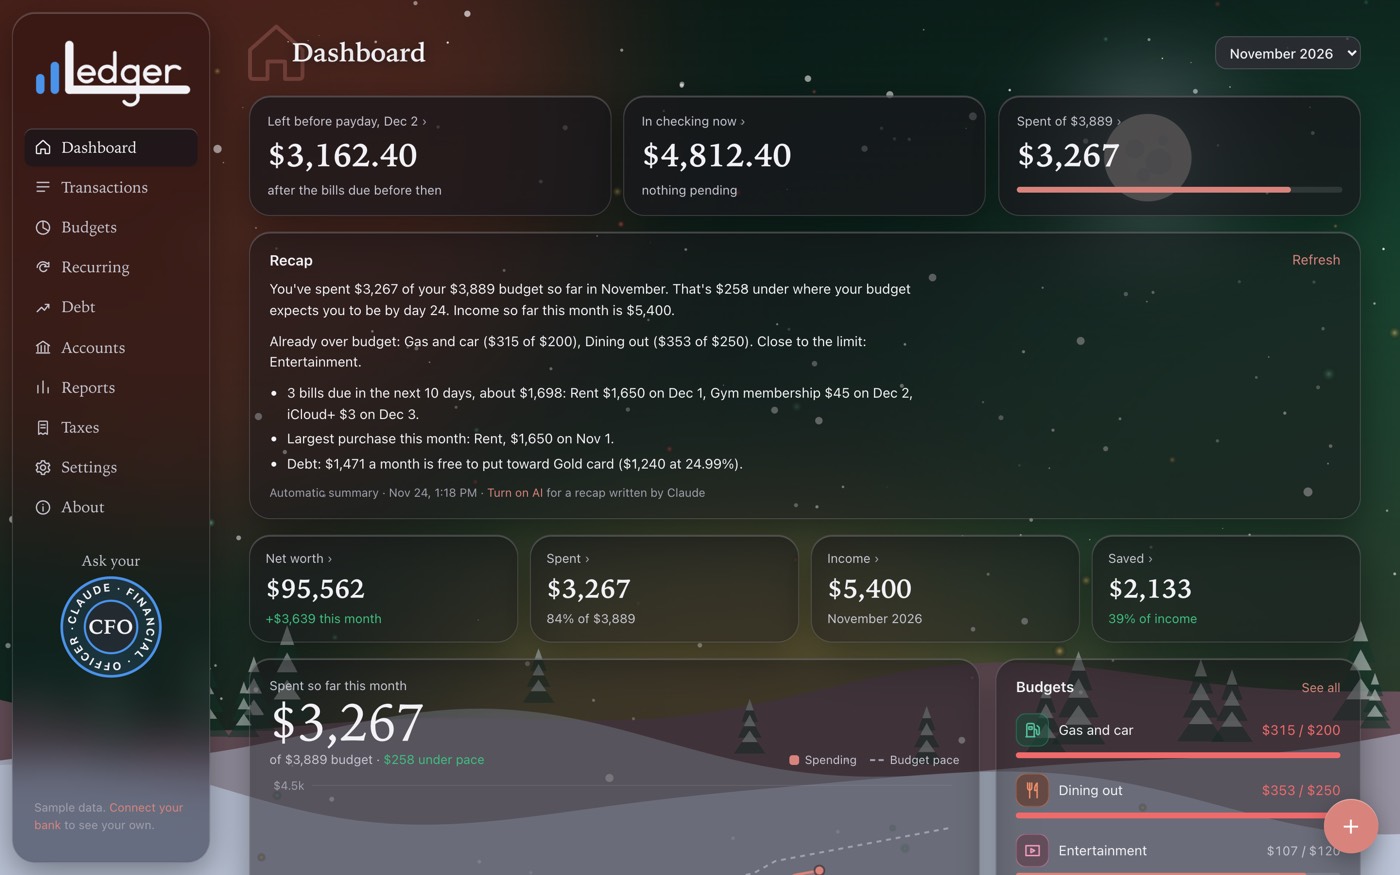 Ledger
Dashboard
Transactions
Budgets
Recurring
Debt
Accounts
Reports
Taxes
Settings
About
Ask your
CLAUDE · FINANCIAL · OFFICER ·
CFO
Sample data. Connect your
bank to see your own.
Dashboard
November 2026
Left before payday, Dec 2 ›
$3,162.40
after the bills due before then
In checking now ›
$4,812.40
nothing pending
Spent of $3,889 ›
$3,267
Recap
Refresh
You've spent $3,267 of your $3,889 budget so far in November. That's $258 under where your budget
expects you to be by day 24. Income so far this month is $5,400.
Already over budget: Gas and car ($315 of $200), Dining out ($353 of $250). Close to the limit:
Entertainment.
• 3 bills due in the next 10 days, about $1,698: Rent $1,650 on Dec 1, Gym membership $45 on Dec 2,
iCloud+ $3 on Dec 3.
• Largest purchase this month: Rent, $1,650 on Nov 1.
• Debt: $1,471 a month is free to put toward Gold card ($1,240 at 24.99%).
Automatic summary · Nov 24, 1:18 PM · Turn on AI for a recap written by Claude
Net worth ›
$95,562
+$3,639 this month
Spent ›
$3,267
84% of $3,889
Income ›
$5,400
November 2026
Saved ›
$2,133
39% of income
Spent so far this month
$3,267
of $3,889 budget · $258 under pace
Spending
Budget pace
$4.5k
Budgets
See all
Gas and car
$315 / $200
Dining out
$353 / $250
Entertainment
$107 / $120
+